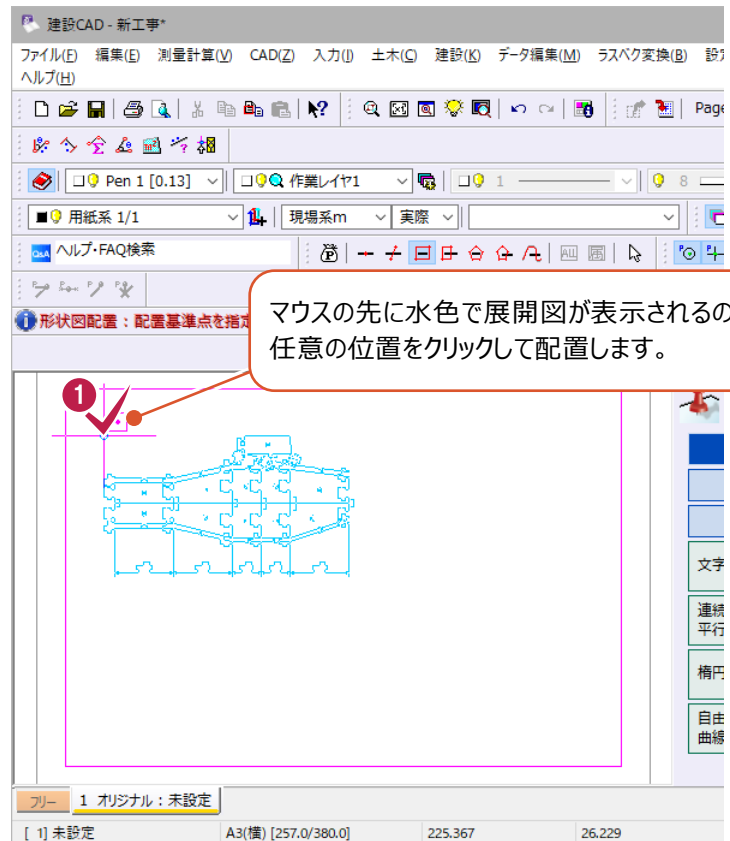 建設CAD - 新工事*
ファイル(F) 編集(E) 測量計算(V) CAD(Z) 入力(I) 土木(C) 建設(K) データ編集(M) ラスベク変換(B) 設定
ヘルプ(H)
Page
Pen 1 [0.13] 作業レイヤ1 1 8
用紙系 1/1 現場系m 実際
Q&A ヘルプ・FAQ検索 ALL
形状図配置：配置基準点を指定
マウスの先に水色で展開図が表示されるの
任意の位置をクリックして配置します。
1
文字
連続
平行
楕円
自由
曲線
フリー 1 オリジナル：未設定
[ 1] 未設定 A3(横) [257.0/380.0] 225.367 26.229